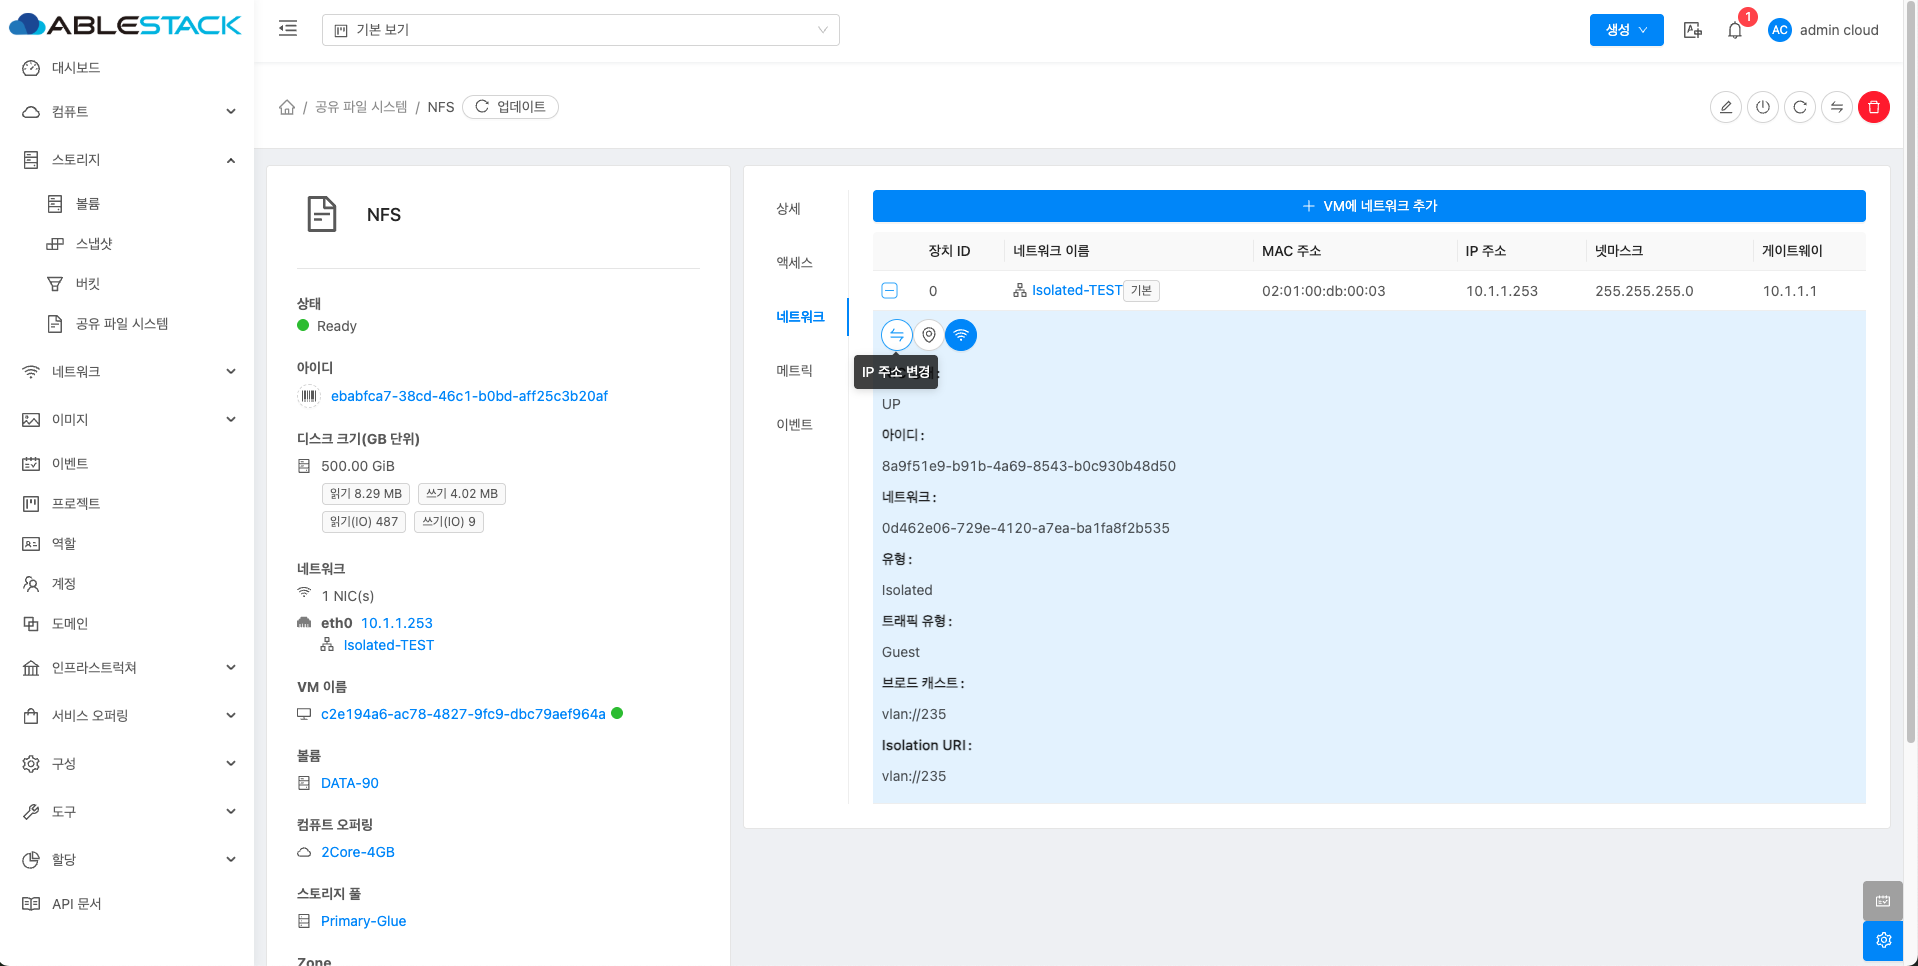 ABLESTACK
기본 보기
생성
1
AC
admin cloud
대시보드
컴퓨트
스토리지
볼륨
스냅샷
버킷
공유 파일 시스템
네트워크
이미지
이벤트
프로젝트
역할
계정
도메인
인프라스트럭쳐
서비스 오퍼링
구성
도구
할당
API 문서
/ 공유 파일 시스템 / NFS 업데이트
NFS
상태
Ready
아이디
ebabfca7-38cd-46c1-b0bd-aff25c3b20af
디스크 크기(GB 단위)
500.00 GiB
읽기 8.29 MB 쓰기 4.02 MB
읽기(IO) 487 쓰기(IO) 9
네트워크
1 NIC(s)
eth0 10.1.1.253
Isolated-TEST
VM 이름
c2e194a6-ac78-4827-9fc9-dbc79aef964a
볼륨
DATA-90
컴퓨트 오퍼링
2Core-4GB
스토리지 풀
Primary-Glue
Zone
상세
액세스
네트워크
메트릭
이벤트
+ VM에 네트워크 추가
장치 ID 네트워크 이름 MAC 주소 IP 주소 넷마스크 게이트웨이
0 Isolated-TEST 기본 02:01:00:db:00:03 10.1.1.253 255.255.255.0 10.1.1.1
IP 주소 변경
UP
아이디 :
8a9f51e9-b91b-4a69-8543-b0c930b48d50
네트워크 :
0d462e06-729e-4120-a7ea-ba1fa8f2b535
유형 :
Isolated
트래픽 유형 :
Guest
브로드 캐스트 :
vlan://235
Isolation URI :
vlan://235